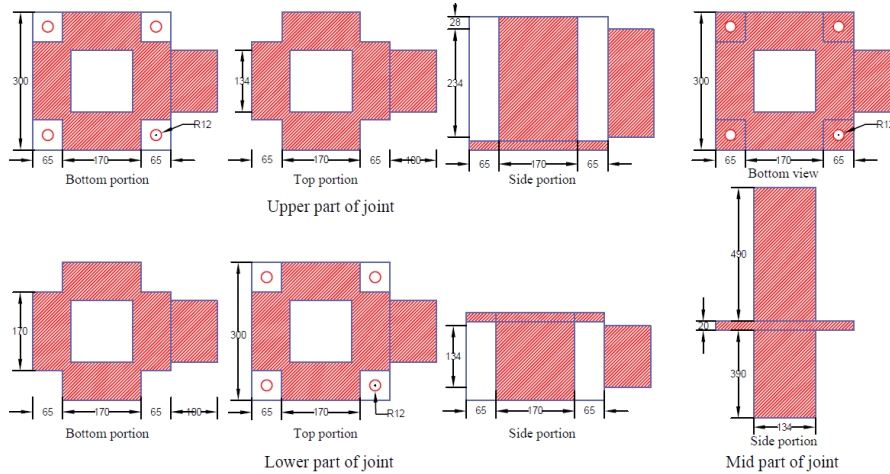 300
R12
65
170
65
Bottom portion
134
65
170
65
100
Top portion
28
234
65
170
65
Side portion
Upper part of joint
300
R12
65
170
65
Bottom view
170
65
170
65
100
Bottom portion
300
R12
65
170
65
Top portion
134
65
170
65
Side portion
Lower part of joint
490
20
390
134
Side portion
Mid part of joint